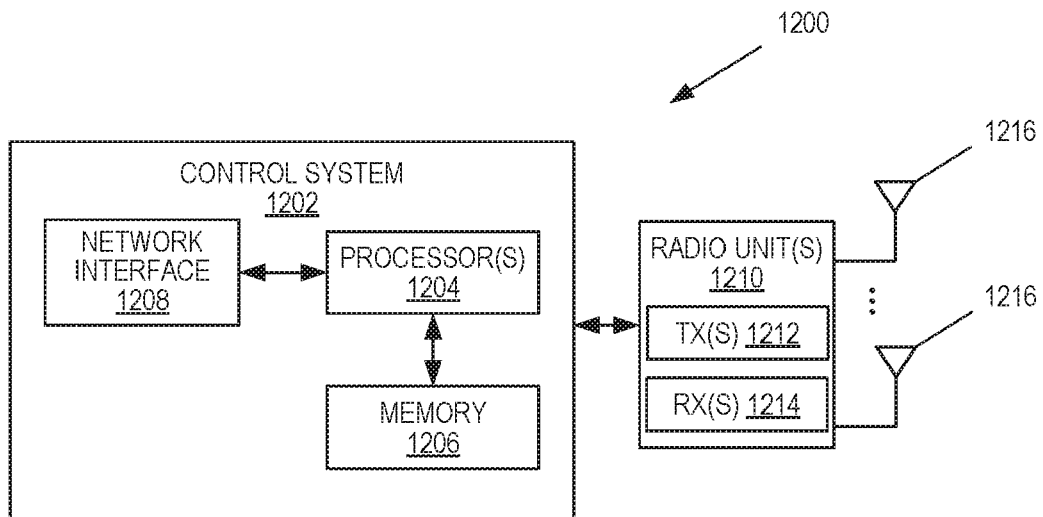 1200
1216
CONTROL SYSTEM
1202
NETWORK
INTERFACE
1208
PROCESSOR(S)
1204
MEMORY
1206
RADIO UNIT(S)
1210
TX(S) 1212
RX(S) 1214
1216